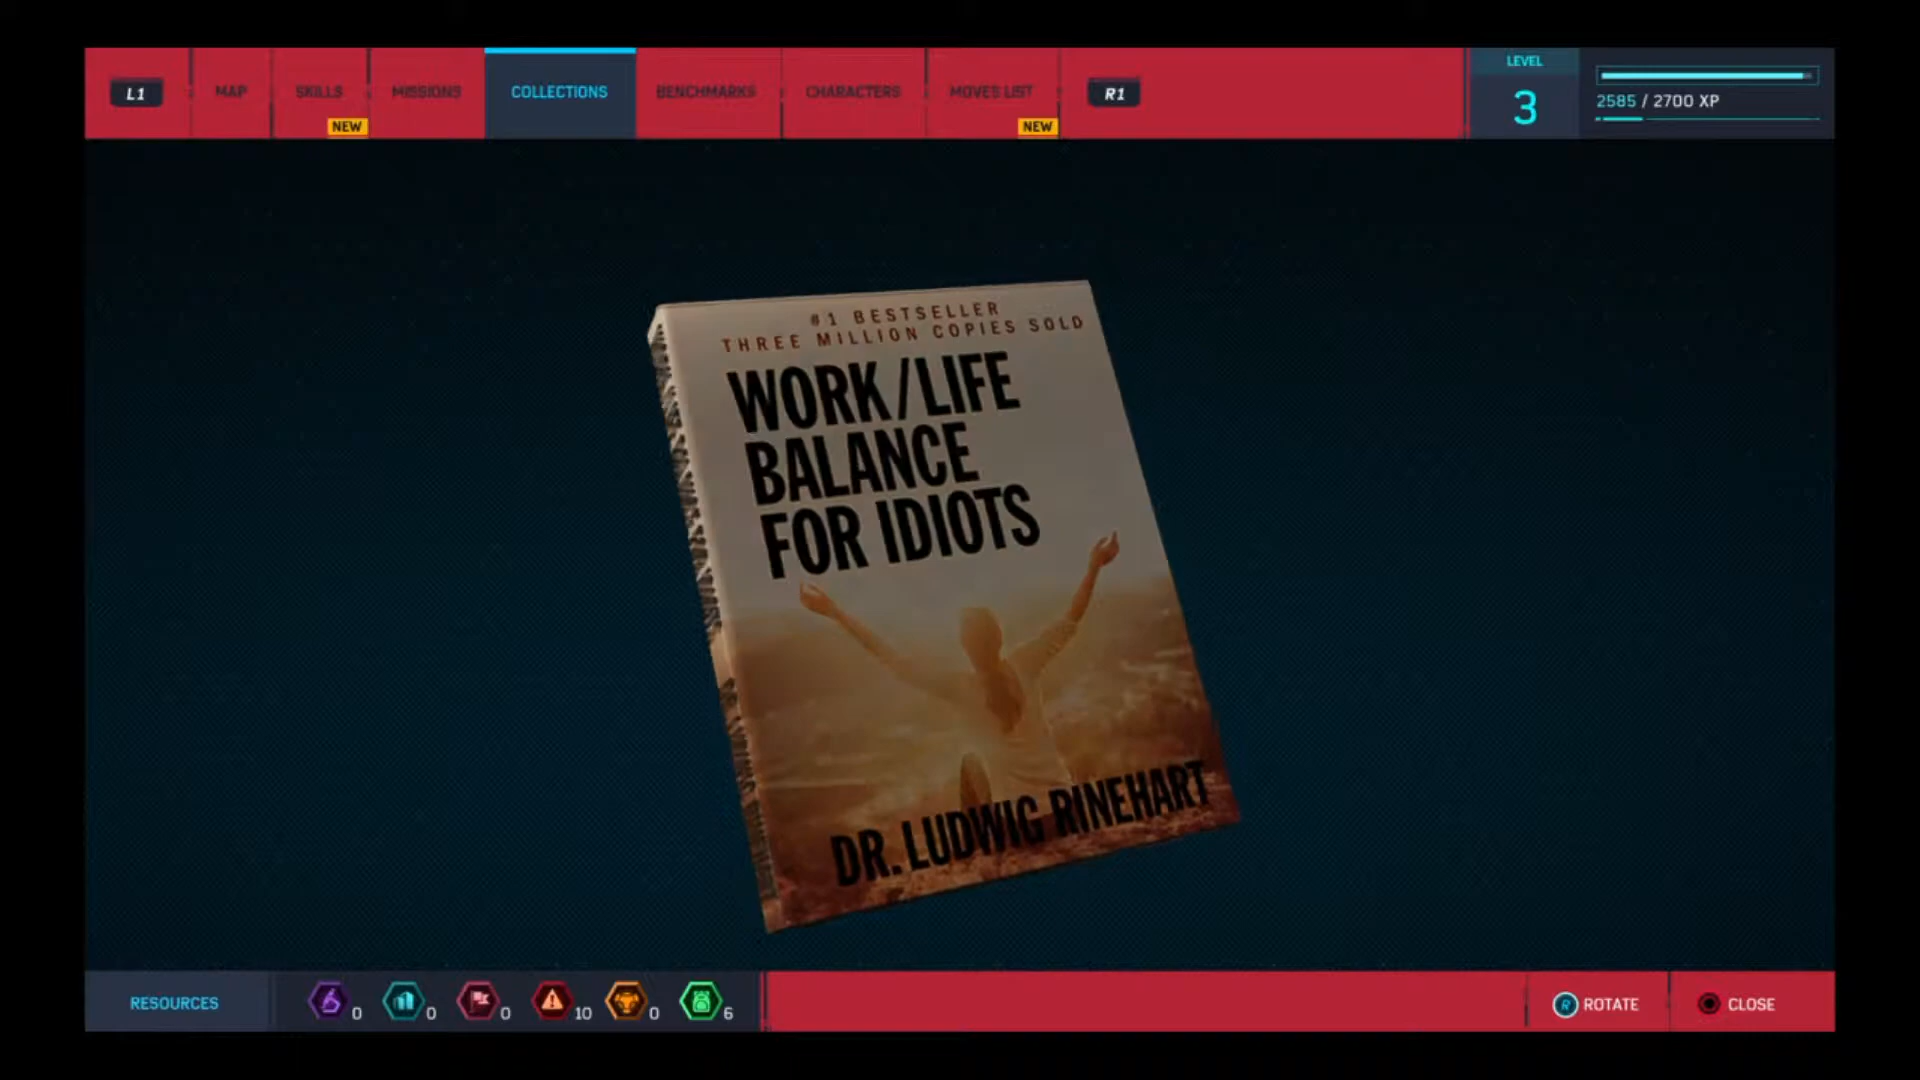 L1
MAP
SKILLS
NEW
MISSIONS
COLLECTIONS
BENCHMARKS
CHARACTERS
MOVES LIST
NEW
R1
LEVEL
3
2585 / 2700 XP
#1 BESTSELLER
THREE MILLION COPIES SOLD
WORK/LIFE
BALANCE
FOR IDIOTS
DR. LUDWIG RINEHART
RESOURCES
0
0
0
10
0
6
R ROTATE
CLOSE